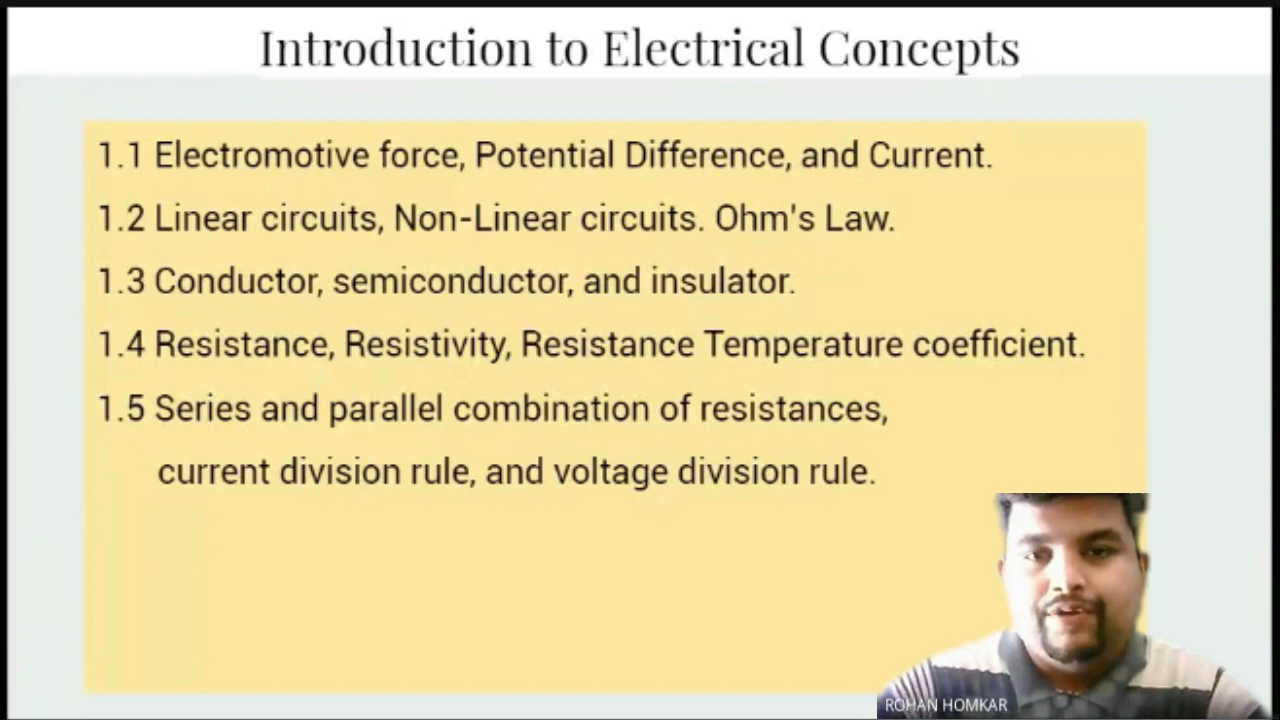 Introduction to Electrical Concepts
1.1 Electromotive force, Potential Difference, and Current.
1.2 Linear circuits, Non-Linear circuits. Ohm's Law.
1.3 Conductor, semiconductor, and insulator.
1.4 Resistance, Resistivity, Resistance Temperature coefficient.
1.5 Series and parallel combination of resistances,
current division rule, and voltage division rule.
ROHAN HOMKAR